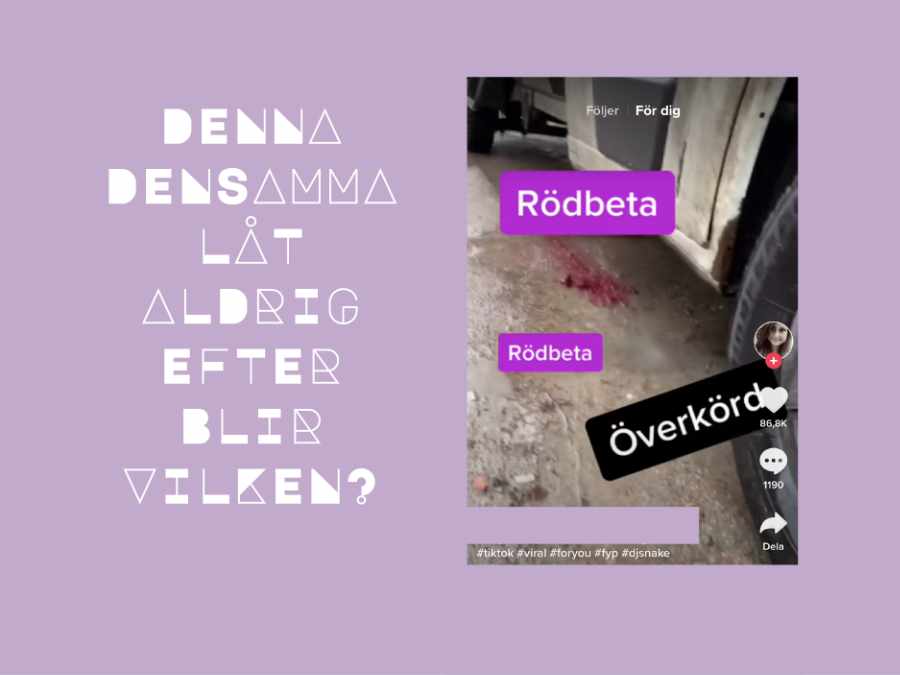 DENNA
DENSAMMA
LÅT
ALDRIG
EFTER
BLIR
VILKEN?
Följer För dig
Rödbeta
Rödbeta
Överkörd
86,8K
1190
Dela
#tiktok #viral #foryou #fyp #djsnake